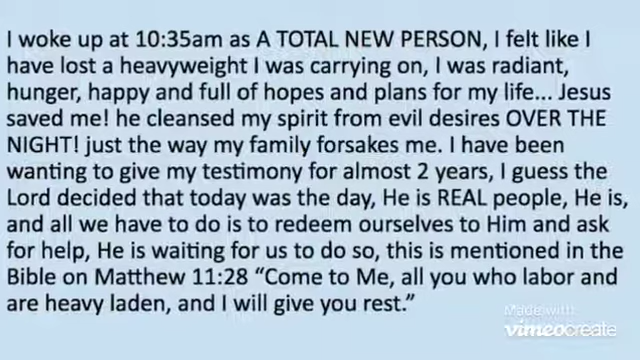 I woke up at 10:35am as A TOTAL NEW PERSON, I felt like I
have lost a heavyweight I was carrying on, I was radiant,
hunger, happy and full of hopes and plans for my life... Jesus
saved me! he cleansed my spirit from evil desires OVER THE
NIGHT! just the way my family forsakes me. I have been
wanting to give my testimony for almost 2 years, I guess the
Lord decided that today was the day, He is REAL people, He is,
and all we have to do is to redeem ourselves to Him and ask
for help, He is waiting for us to do so, this is mentioned in the
Bible on Matthew 11:28 “Come to Me, all you who labor and
are heavy laden, and I will give you rest.”
Made with
vimeocreate